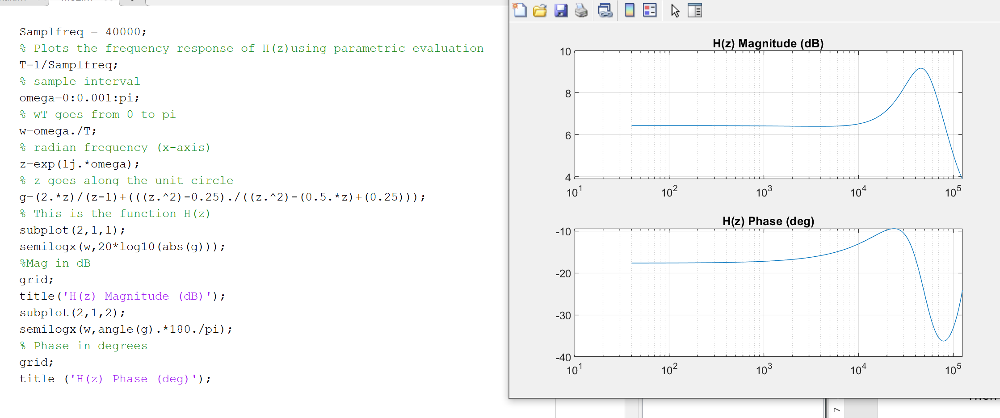 Samplfreq = 40000;
% Plots the frequency response of H(z)using parametric evaluation
T=1/Samplfreq;
% sample interval
omega=0:0.001:pi;
% wT goes from 0 to pi
w=omega./T;
% radian frequency (x-axis)
z=exp(1j.*omega);
% z goes along the unit circle
g=(2.*z)/(z-1)+(((z.^2)-0.25)./((z.^2)-(0.5.*z)+(0.25)));
% This is the function H(z)
subplot(2,1,1);
semilogx(w,20*log10(abs(g)));
%Mag in dB
grid;
title('H(z) Magnitude (dB)');
subplot(2,1,2);
semilogx(w,angle(g).*180./pi);
% Phase in degrees
grid;
title ('H(z) Phase (deg)');
H(z) Magnitude (dB)
10
8
6
4
10^1 10^2 10^3 10^4 10^5
H(z) Phase (deg)
-10
-20
-30
-40
10^1 10^2 10^3 10^4 10^5
7